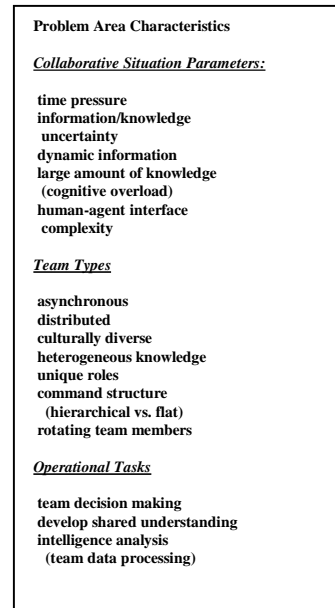 Problem Area Characteristics
Collaborative Situation Parameters:
time pressure
information/knowledge
uncertainty
dynamic information
large amount of knowledge
(cognitive overload)
human-agent interface
complexity
Team Types
asynchronous
distributed
culturally diverse
heterogeneous knowledge
unique roles
command structure
(hierarchical vs. flat)
rotating team members
Operational Tasks
team decision making
develop shared understanding
intelligence analysis
(team data processing)